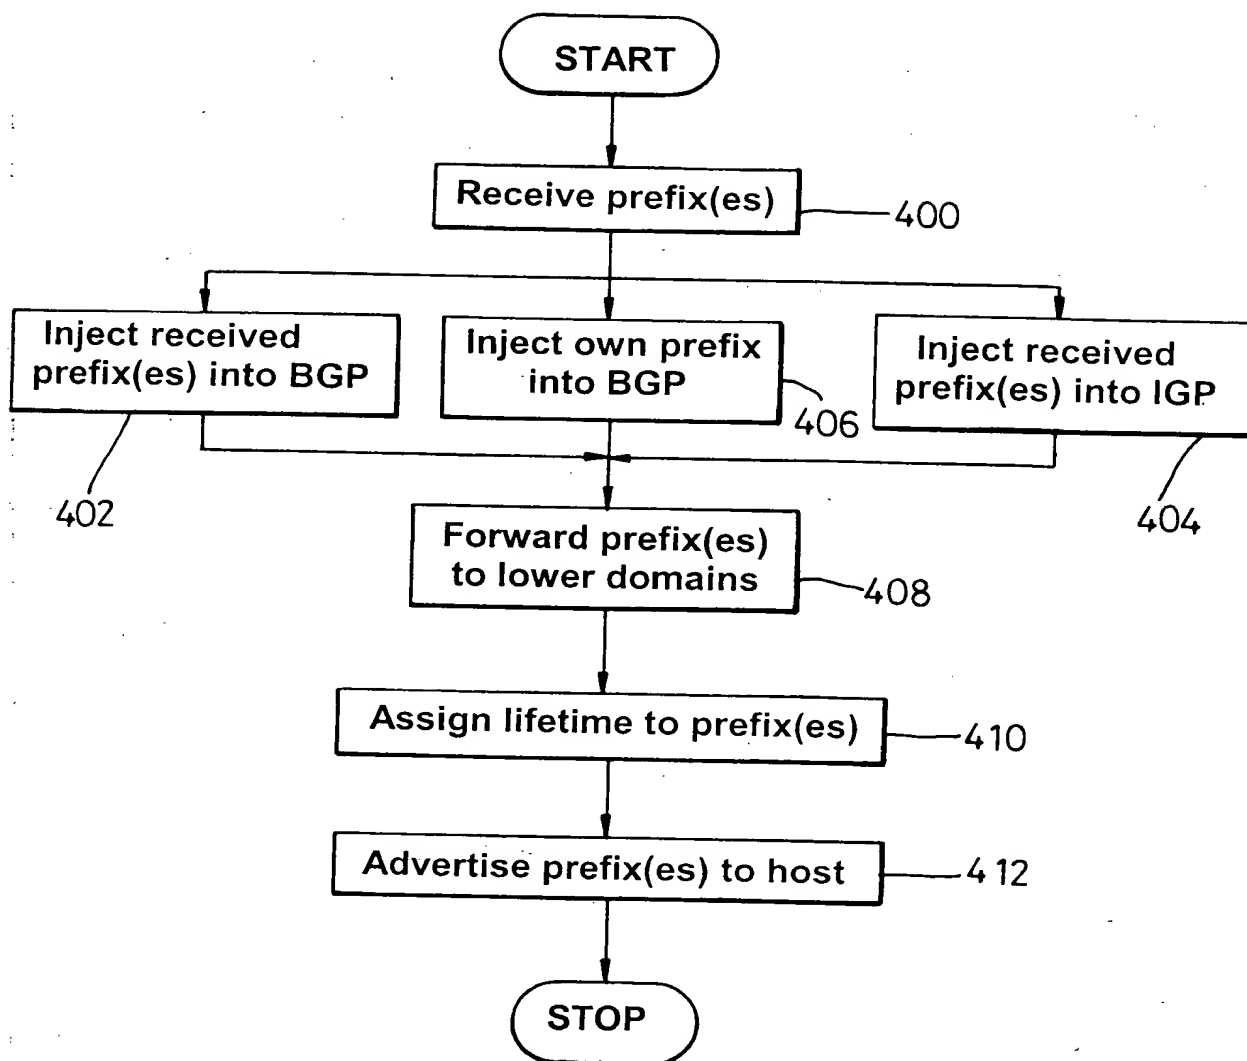 START
Receive prefix(es)
400
Inject received
prefix(es) into BGP
402
Inject own prefix
into BGP
406
Inject received
prefix(es) into IGP
404
Forward prefix(es)
to lower domains
408
Assign lifetime to prefix(es)
410
Advertise prefix(es) to host
412
STOP